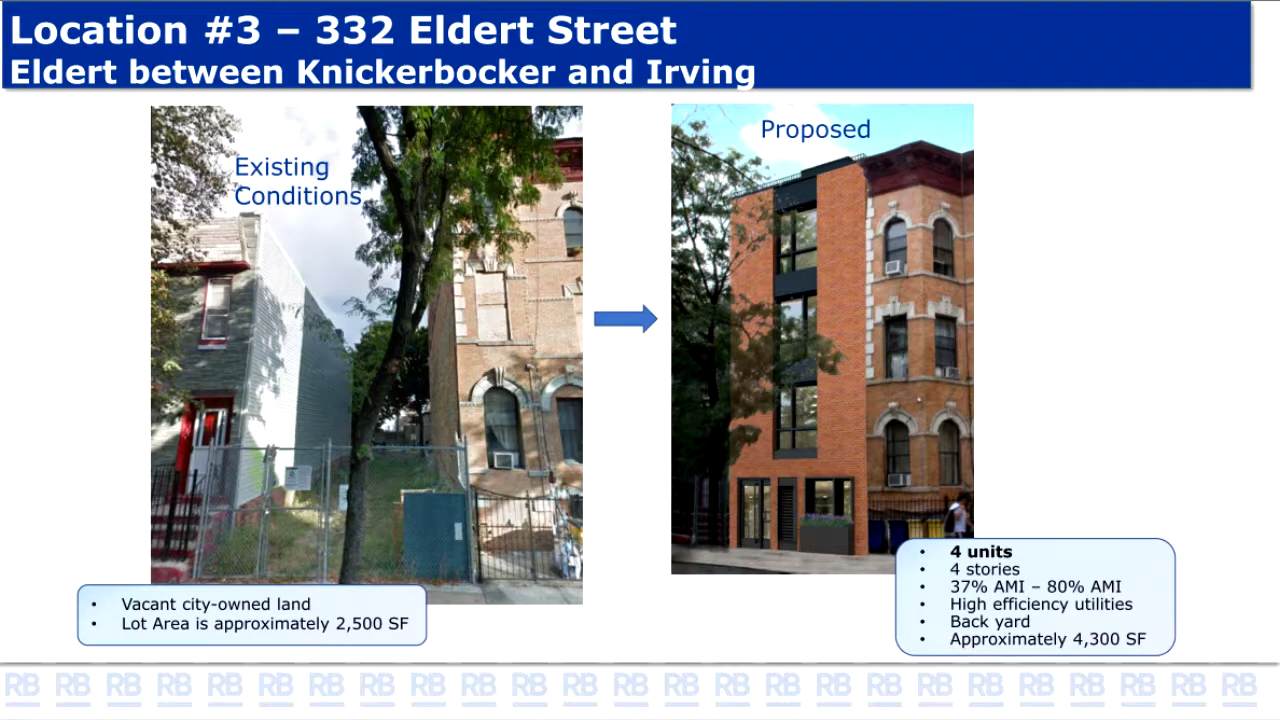 Location #3 – 332 Eldert Street
Eldert between Knickerbocker and Irving
Existing
Conditions
Proposed
• Vacant city-owned land
• Lot Area is approximately 2,500 SF
• 4 units
• 4 stories
• 37% AMI – 80% AMI
• High efficiency utilities
• Back yard
• Approximately 4,300 SF
RB RB RB RB RB RB RB RB RB RB RB RB RB RB RB RB RB RB RB RB RB RB RB RB RB